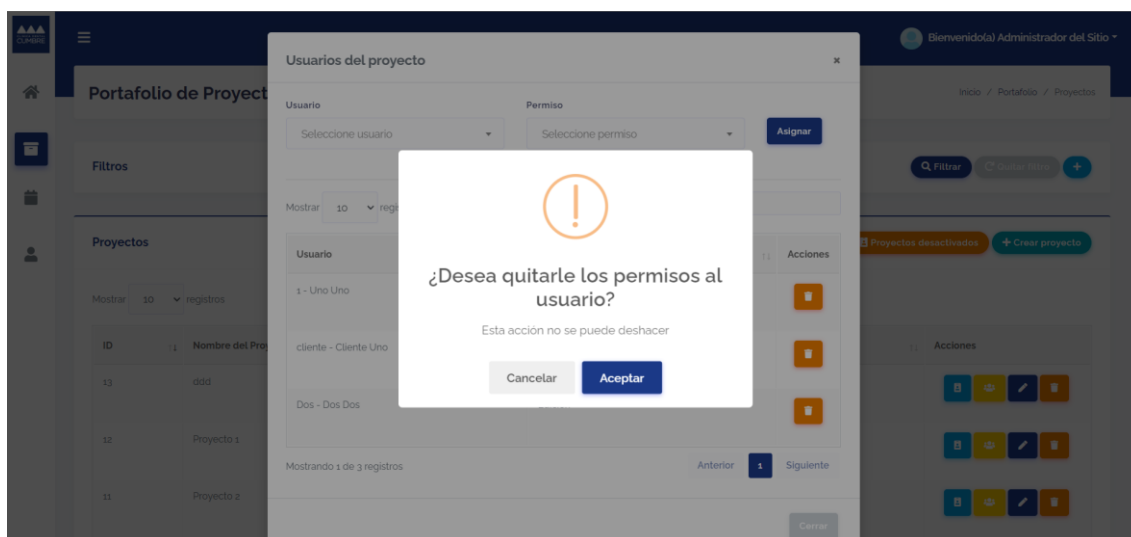 CUMBRE
Bienvenido(a) Administrador del Sitio
Usuarios del proyecto
×
Portafolio de Proyect
Inicio / Portafolio / Proyectos
Usuario
Permiso
Seleccione usuario
Seleccione permiso
Asignar
Filtros
Filtrar
Quitar filtro
+
Mostrar 10 regi
Proyectos
Proyectos desactivados
+ Crear proyecto
Usuario
Acciones
¿Desea quitarle los permisos al
usuario?
Esta acción no se puede deshacer
Cancelar
Aceptar
1 - Uno Uno
cliente - Cliente Uno
Dos - Dos Dos
Mostrar 10 registros
ID
Nombre del Proy
Acciones
13
ddd
12
Proyecto 1
11
Proyecto 2
Mostrando 1 de 3 registros
Anterior
1
Siguiente
Cerrar